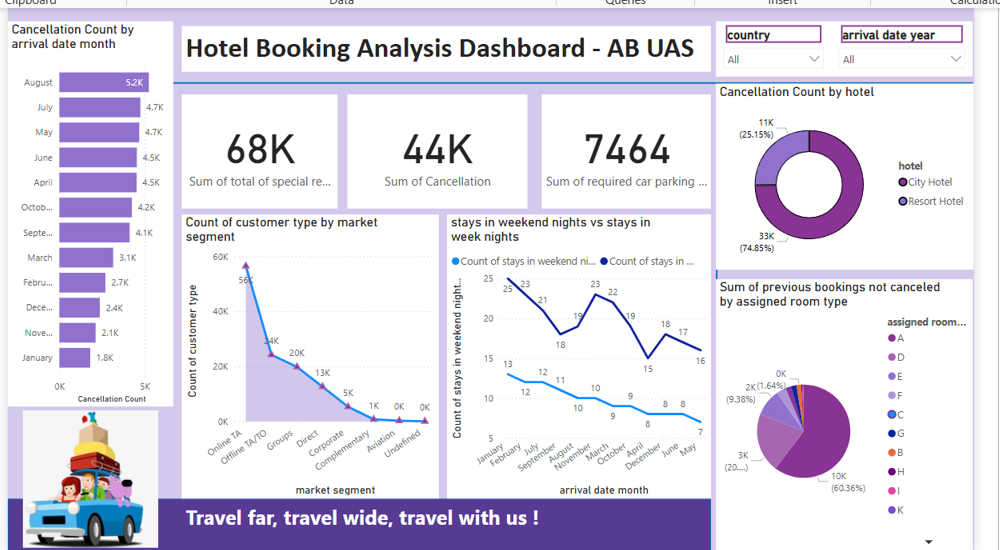 Clipboard
Data
Queries
Insert
Cancellation Count by
arrival date month
August
5.2K
July
4.7K
May
4.7K
June
4.5K
April
4.5K
Octob...
4.2K
Septe...
4.1K
March
3.1K
Febru...
2.7K
Dece...
2.4K
Nove...
2.1K
January
1.8K
0K
5K
Cancellation Count
Hotel Booking Analysis Dashboard - AB UAS
country
All
arrival date year
All
68K
Sum of total of special re...
44K
Sum of Cancellation
7464
Sum of required car parking ...
Count of customer type by market
segment
Count of customer type
60K
40K
20K
0K
56K
24K
20K
13K
5K
1K
0K
0K
Online TA
Offline TA/TO
Groups
Direct
Corporate
Complementary
Aviation
Undefined
market segment
stays in weekend nights vs stays in
week nights
Count of stays in weekend ni...
Count of stays in ...
Count of stays in weekend night...
25
20
15
10
5
25
23
21
18
19
23
22
19
15
18
17
16
13
12
12
11
10
10
9
9
8
8
8
7
January
February
July
September
August
November
March
October
April
December
June
May
arrival date month
Cancellation Count by hotel
11K
(25.15%)
33K
(74.85%)
hotel
City Hotel
Resort Hotel
Sum of previous bookings not canceled
by assigned room type
0K
2K (1.64%)
(9.38%)
3K
(20....)
10K
(60.36%)
assigned room...
A
D
E
F
C
G
B
H
I
K
Travel far, travel wide, travel with us !